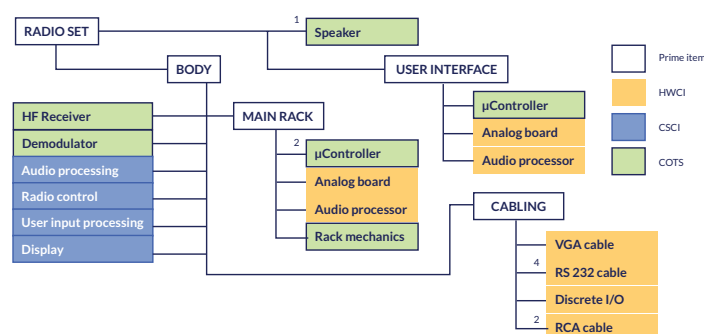 RADIO SET
1
Speaker
BODY
USER INTERFACE
Prime item
HWCI
CSCI
COTS
HF Receiver
Demodulator
Audio processing
Radio control
User input processing
Display
MAIN RACK
2
µController
Analog board
Audio processor
Rack mechanics
µController
Analog board
Audio processor
CABLING
VGA cable
4
RS 232 cable
Discrete I/O
2
RCA cable